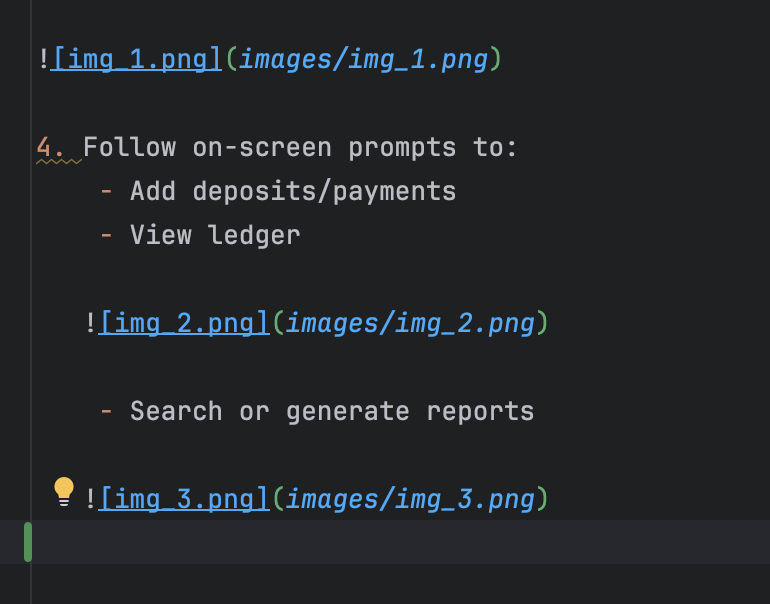 ![img_1.png](images/img_1.png)
4. Follow on-screen prompts to:
- Add deposits/payments
- View ledger
![img_2.png](images/img_2.png)
- Search or generate reports
![img_3.png](images/img_3.png)